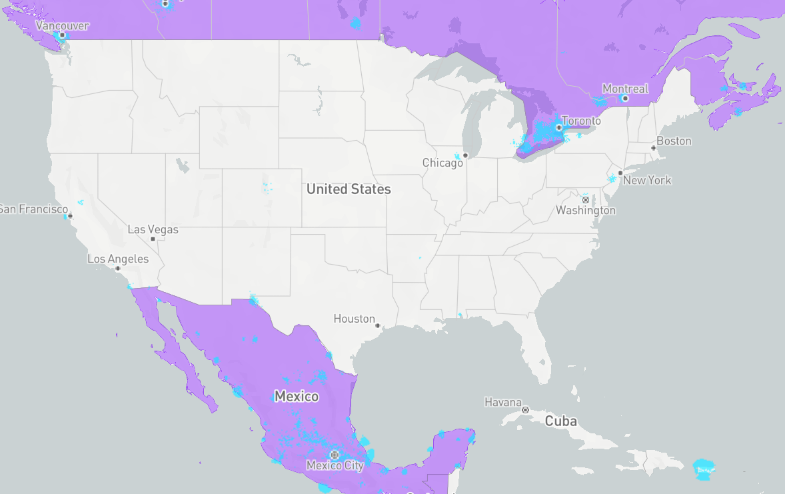 Vancouver
Montreal
Toronto
Boston
Chicago
New York
United States
Washington
San Francisco
Las Vegas
Los Angeles
Houston
Mexico
Havana
Cuba
Mexico City